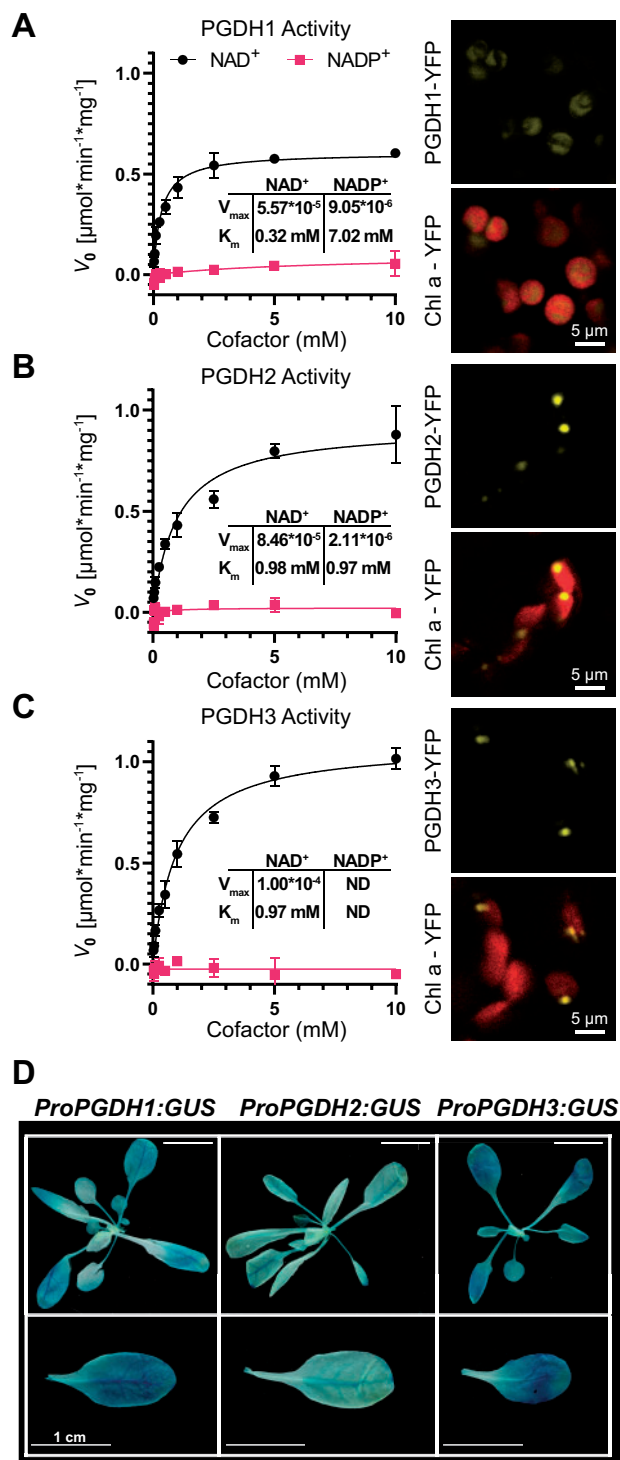 A
PGDH1 Activity
NAD⁺ NADP⁺
V₀ [µmol*min⁻¹*mg⁻¹]
1.0
0.5
0.0
NAD⁺ NADP⁺
Vmax 5.57*10⁻⁵ 9.05*10⁻⁶
Km 0.32 mM 7.02 mM
0 5 10
Cofactor (mM)
PGDH1-YFP
Chl a - YFP
5 µm
B
PGDH2 Activity
V₀ [µmol*min⁻¹*mg⁻¹]
1.0
0.5
0.0
NAD⁺ NADP⁺
Vmax 8.46*10⁻⁵ 2.11*10⁻⁶
Km 0.98 mM 0.97 mM
0 5 10
Cofactor (mM)
PGDH2-YFP
Chl a - YFP
5 µm
C
PGDH3 Activity
V₀ [µmol*min⁻¹*mg⁻¹]
1.0
0.5
0.0
NAD⁺ NADP⁺
Vmax 1.00*10⁻⁴ ND
Km 0.97 mM ND
0 5 10
Cofactor (mM)
PGDH3-YFP
Chl a - YFP
5 µm
D
ProPGDH1:GUS ProPGDH2:GUS ProPGDH3:GUS
1 cm